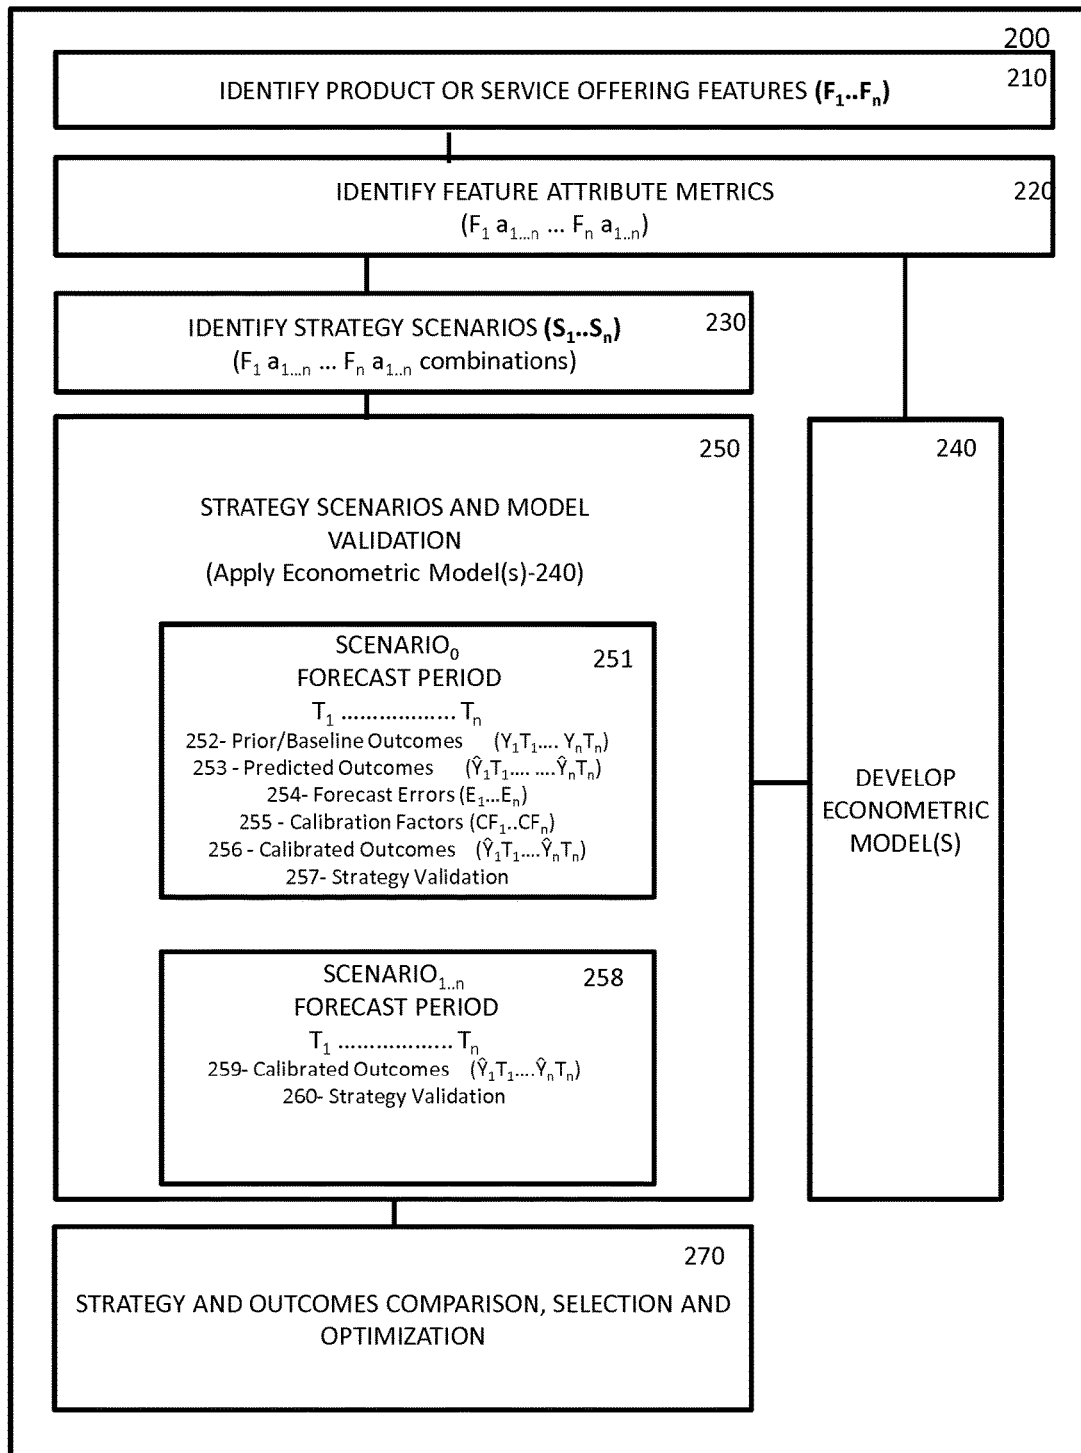 200
IDENTIFY PRODUCT OR SERVICE OFFERING FEATURES (F₁..Fₙ) 210
IDENTIFY FEATURE ATTRIBUTE METRICS 220
(F₁ a₁...ₙ ... Fₙ a₁..ₙ)
IDENTIFY STRATEGY SCENARIOS (S₁..Sₙ) 230
(F₁ a₁...ₙ ... Fₙ a₁..ₙ combinations)
250
STRATEGY SCENARIOS AND MODEL
VALIDATION
(Apply Econometric Model(s)-240)
SCENARIO₀ 251
FORECAST PERIOD
T₁ .................. Tₙ
252- Prior/Baseline Outcomes (Y₁T₁.... YₙTₙ)
253 - Predicted Outcomes (Ŷ₁T₁.... ....ŶₙTₙ)
254- Forecast Errors (E₁...Eₙ)
255 - Calibration Factors (CF₁..CFₙ)
256 - Calibrated Outcomes (Ŷ₁T₁....ŶₙTₙ)
257- Strategy Validation
SCENARIO₁..ₙ 258
FORECAST PERIOD
T₁ .................. Tₙ
259- Calibrated Outcomes (Ŷ₁T₁....ŶₙTₙ)
260- Strategy Validation
240
DEVELOP
ECONOMETRIC
MODEL(S)
270
STRATEGY AND OUTCOMES COMPARISON, SELECTION AND
OPTIMIZATION